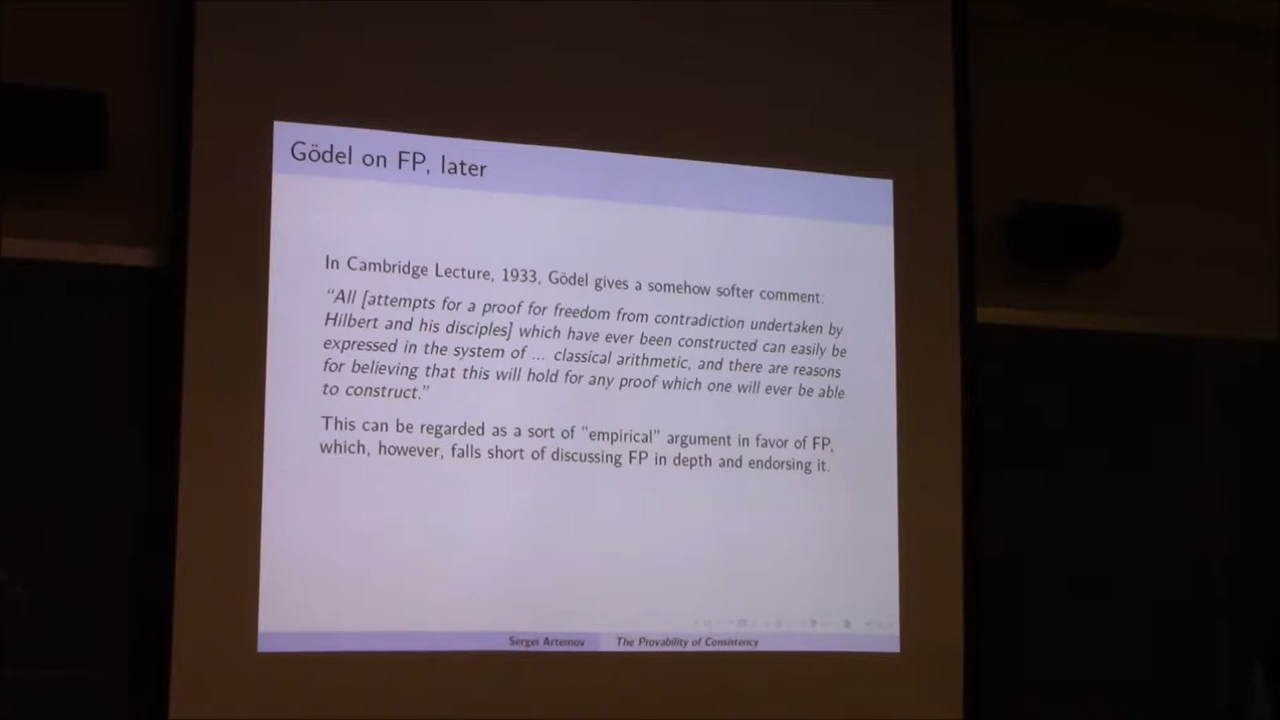 Gödel on FP, later
In Cambridge Lecture, 1933, Gödel gives a somehow softer comment:
“All [attempts for a proof for freedom from contradiction undertaken by
Hilbert and his disciples] which have ever been constructed can easily be
expressed in the system of ... classical arithmetic, and there are reasons
for believing that this will hold for any proof which one will ever be able
to construct.”
This can be regarded as a sort of "empirical" argument in favor of FP,
which, however, falls short of discussing FP in depth and endorsing it.
Sergei Artemov The Provability of Consistency